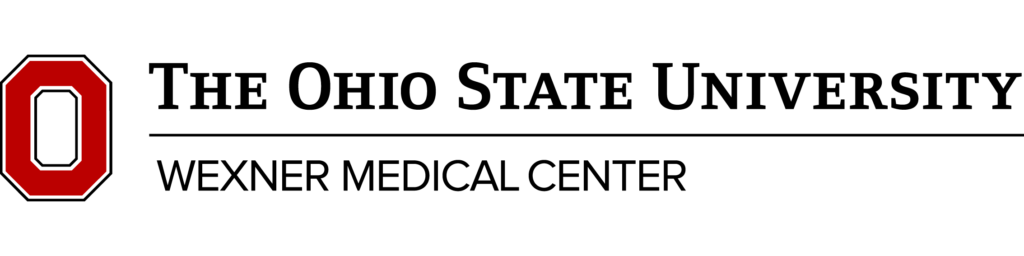 THE OHIO STATE UNIVERSITY
WEXNER MEDICAL CENTER